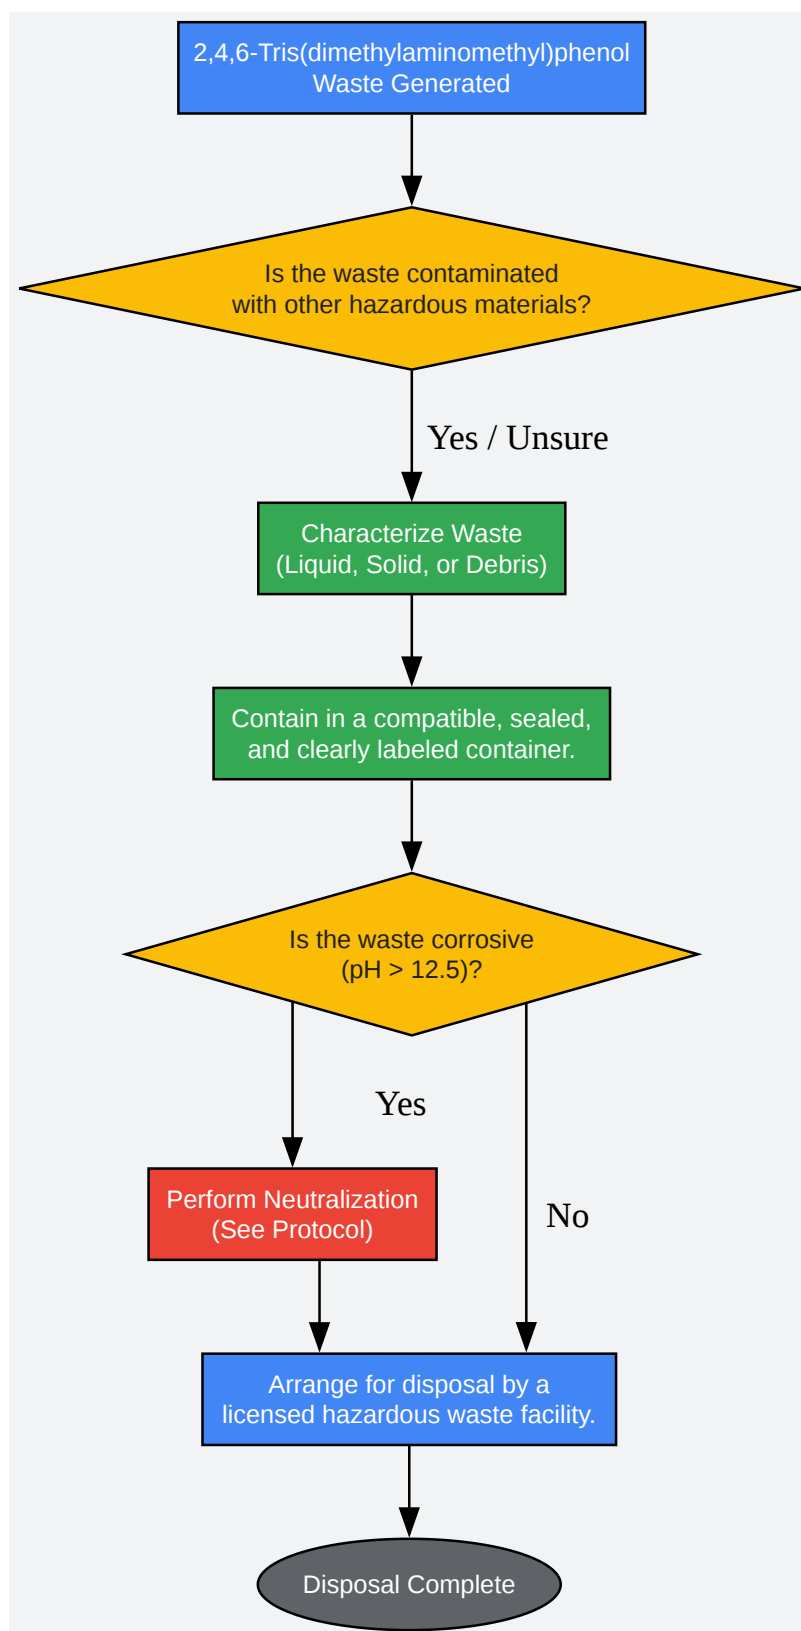 2,4,6-Tris(dimethylaminomethyl)phenol
Waste Generated
Is the waste contaminated
with other hazardous materials?
Yes / Unsure
Characterize Waste
(Liquid, Solid, or Debris)
Contain in a compatible, sealed,
and clearly labeled container.
Is the waste corrosive
(pH > 12.5)?
Yes
Perform Neutralization
(See Protocol)
No
Arrange for disposal by a
licensed hazardous waste facility.
Disposal Complete